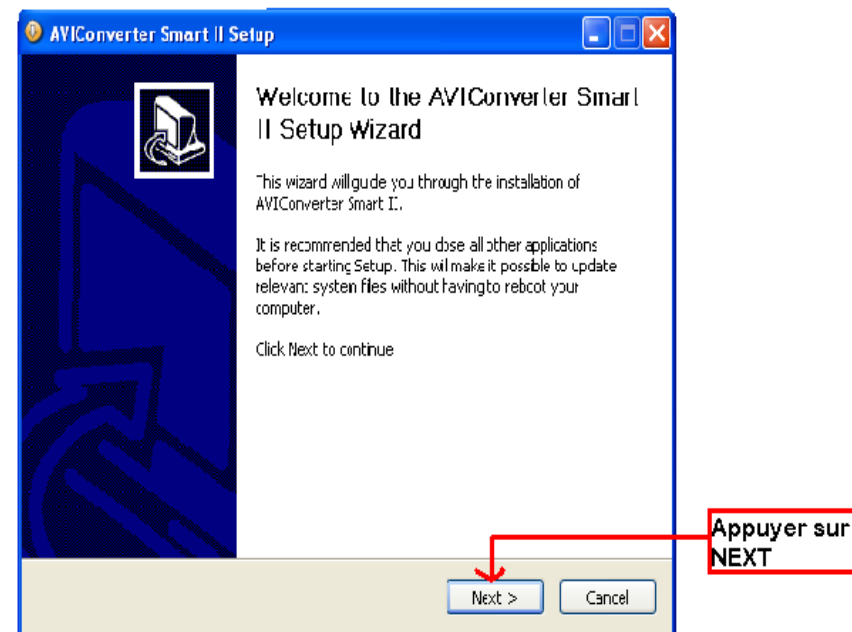 AVIConverter Smart II Setup
Welcome to the AVIConverter Smart
II Setup Wizard
This wizard will guide you through the installation of
AVIConverter Smart II.
It is recommended that you close all other applications
before starting Setup. This will make it possible to update
relevant system files without having to reboot your
computer.
Click Next to continue
Appuyer sur
NEXT
Next >
Cancel